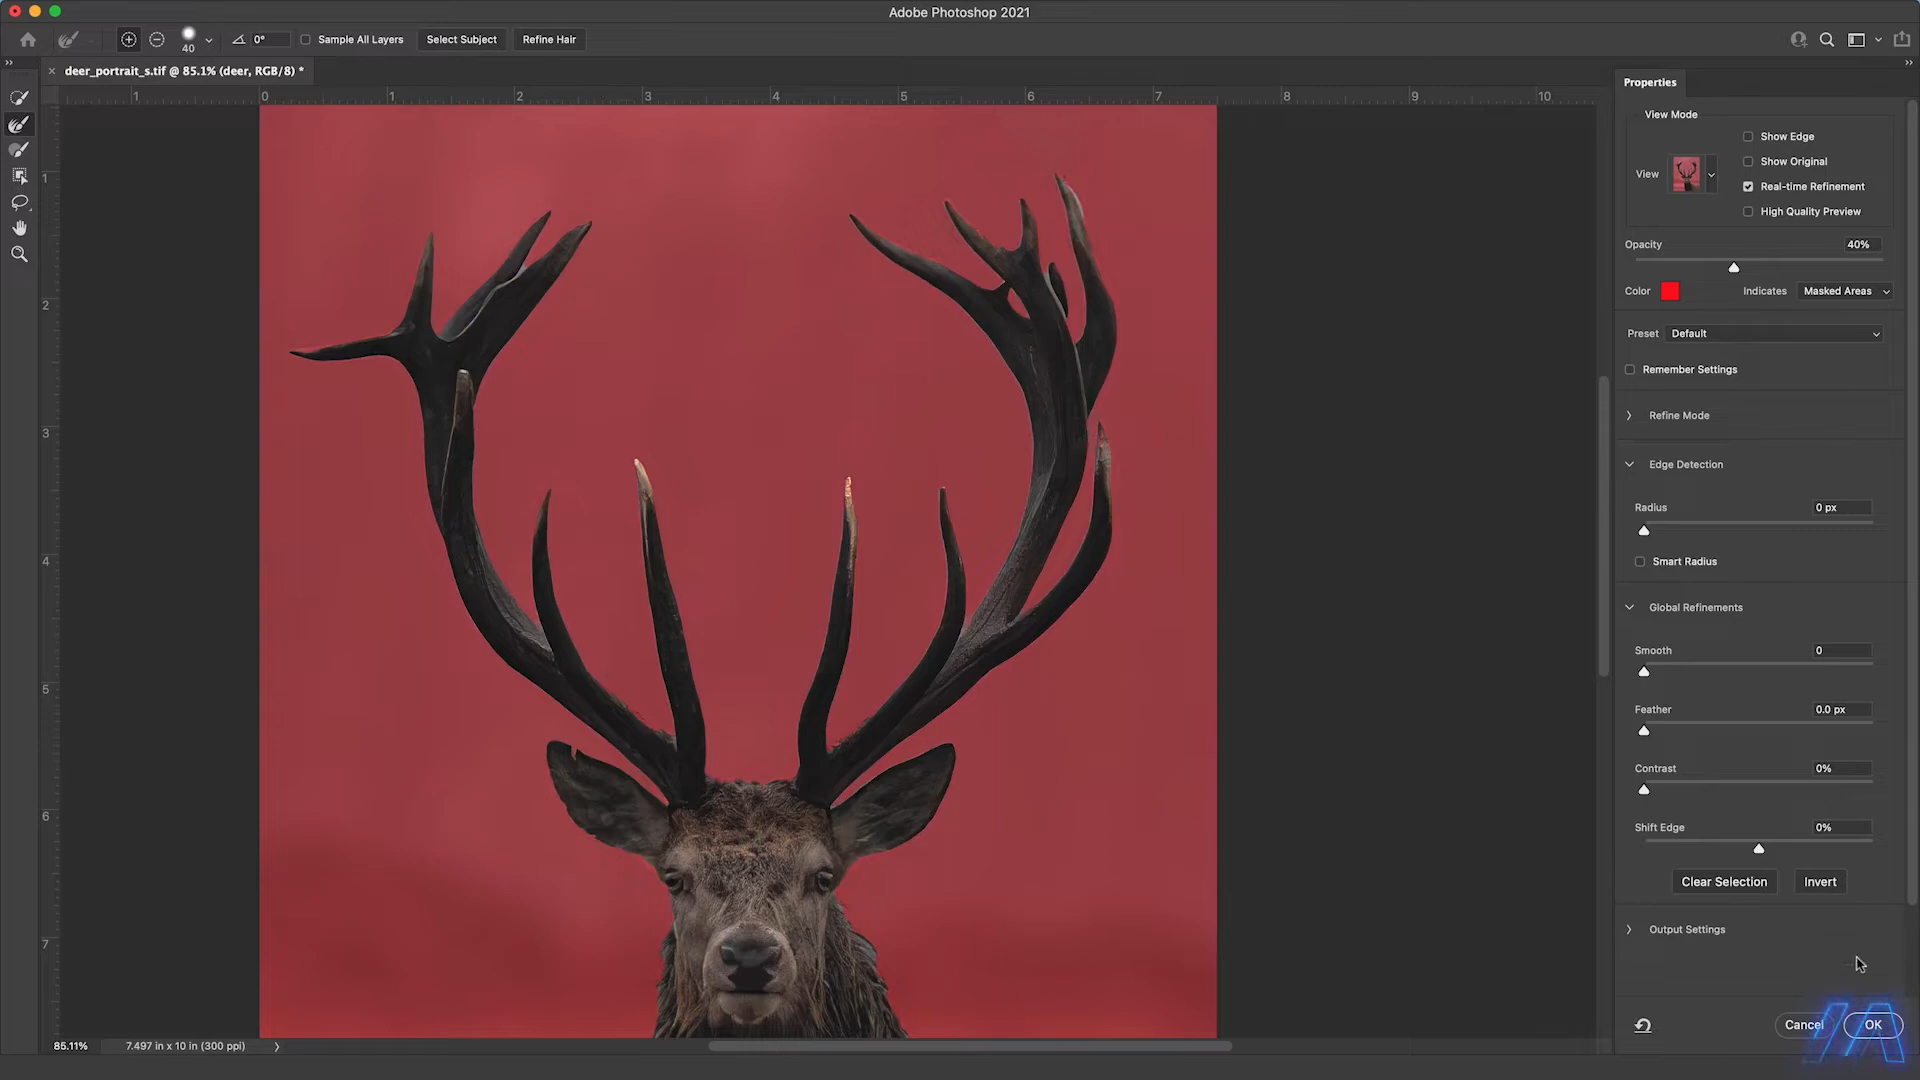 Adobe Photoshop 2021
40
0°
Sample All Layers
Select Subject
Refine Hair
deer_portrait_s.tif @ 85.1% (deer, RGB/8) *
1 0 1 2 3 4 5 6 7 8 9 10
1
2
3
4
5
6
7
Properties
View Mode
View
Show Edge
Show Original
Real-time Refinement
High Quality Preview
Opacity 40%
Color
Indicates Masked Areas
Preset Default
Remember Settings
Refine Mode
Edge Detection
Radius 0 px
Smart Radius
Global Refinements
Smooth 0
Feather 0.0 px
Contrast 0%
Shift Edge 0%
Clear Selection Invert
Output Settings
Cancel OK
85.11% 7.497 in x 10 in (300 ppi)